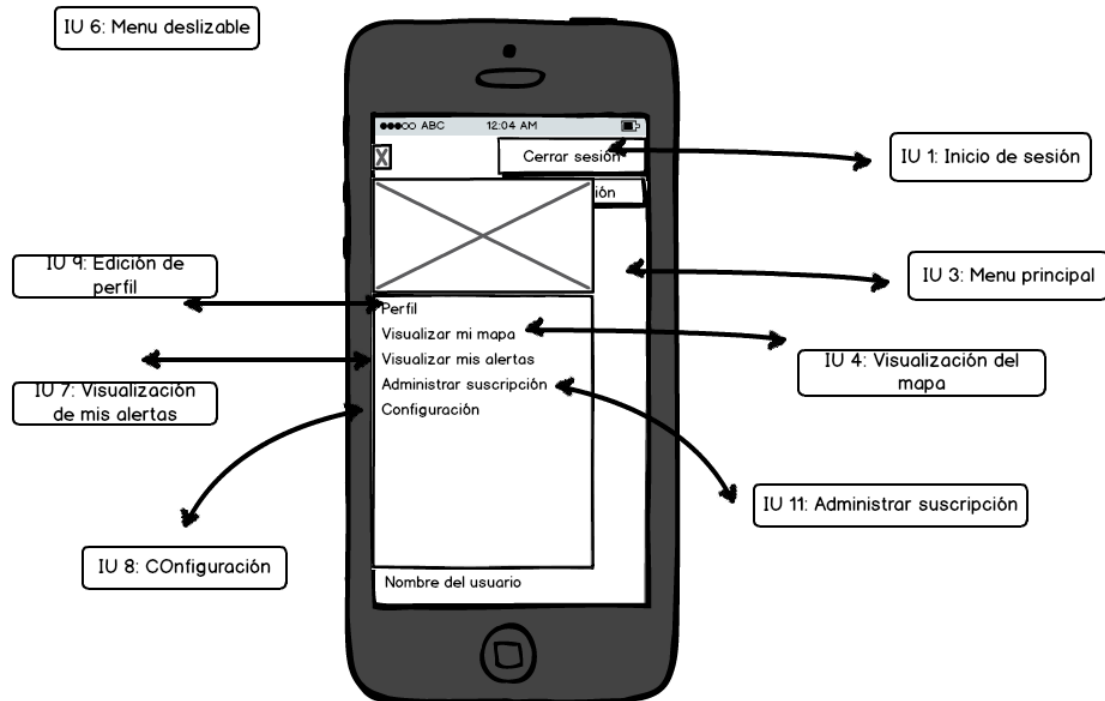 IU 6: Menu deslizable
ABC 12:04 AM
Cerrar sesión
IU 1: Inicio de sesión
ión
IU 9: Edición de
perfil
IU 3: Menu principal
Perfil
Visualizar mi mapa
Visualizar mis alertas
IU 4: Visualización del
mapa
Administrar suscripción
IU 7: Visualización
de mis alertas
Configuración
IU 11: Administrar suscripción
IU 8: COnfiguración
Nombre del usuario